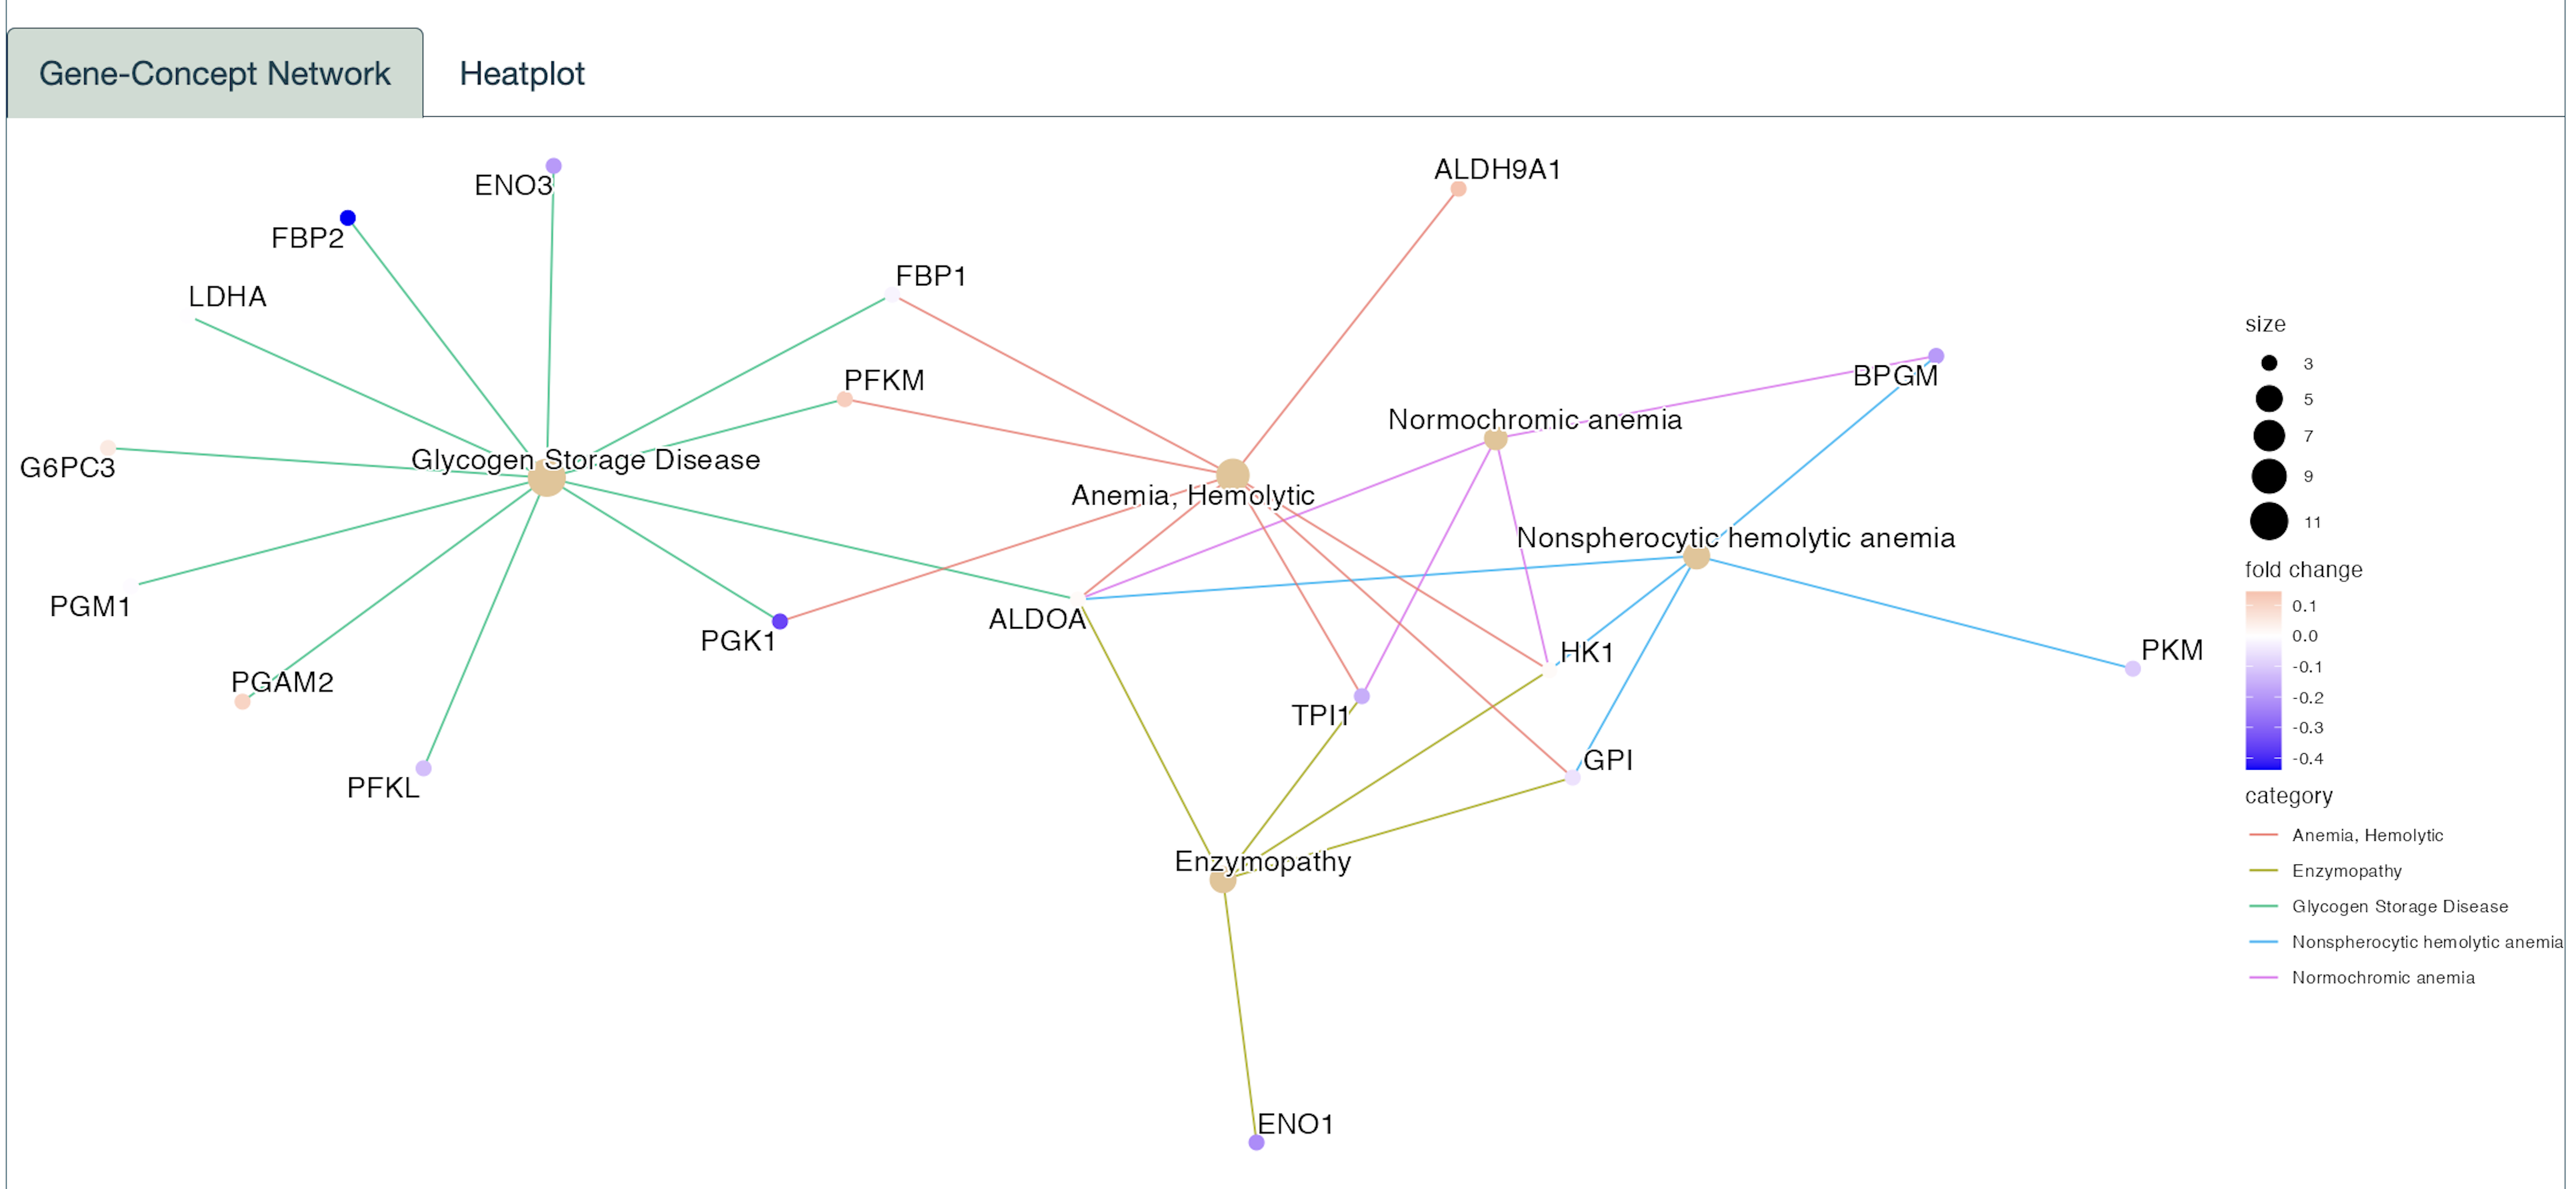 Gene-Concept Network
Heatplot
ENO3
ALDH9A1
FBP2
LDHA
FBP1
PFKM
BPGM
Normochromic anemia
G6PC3
Glycogen Storage Disease
Anemia, Hemolytic
Nonspherocytic hemolytic anemia
PGM1
PGK1
ALDOA
HK1
PKM
PGAM2
TPI1
GPI
PFKL
Enzymopathy
ENO1
size
3
5
7
9
11
fold change
0.1
0.0
-0.1
-0.2
-0.3
-0.4
category
Anemia, Hemolytic
Enzymopathy
Glycogen Storage Disease
Nonspherocytic hemolytic anemia
Normochromic anemia